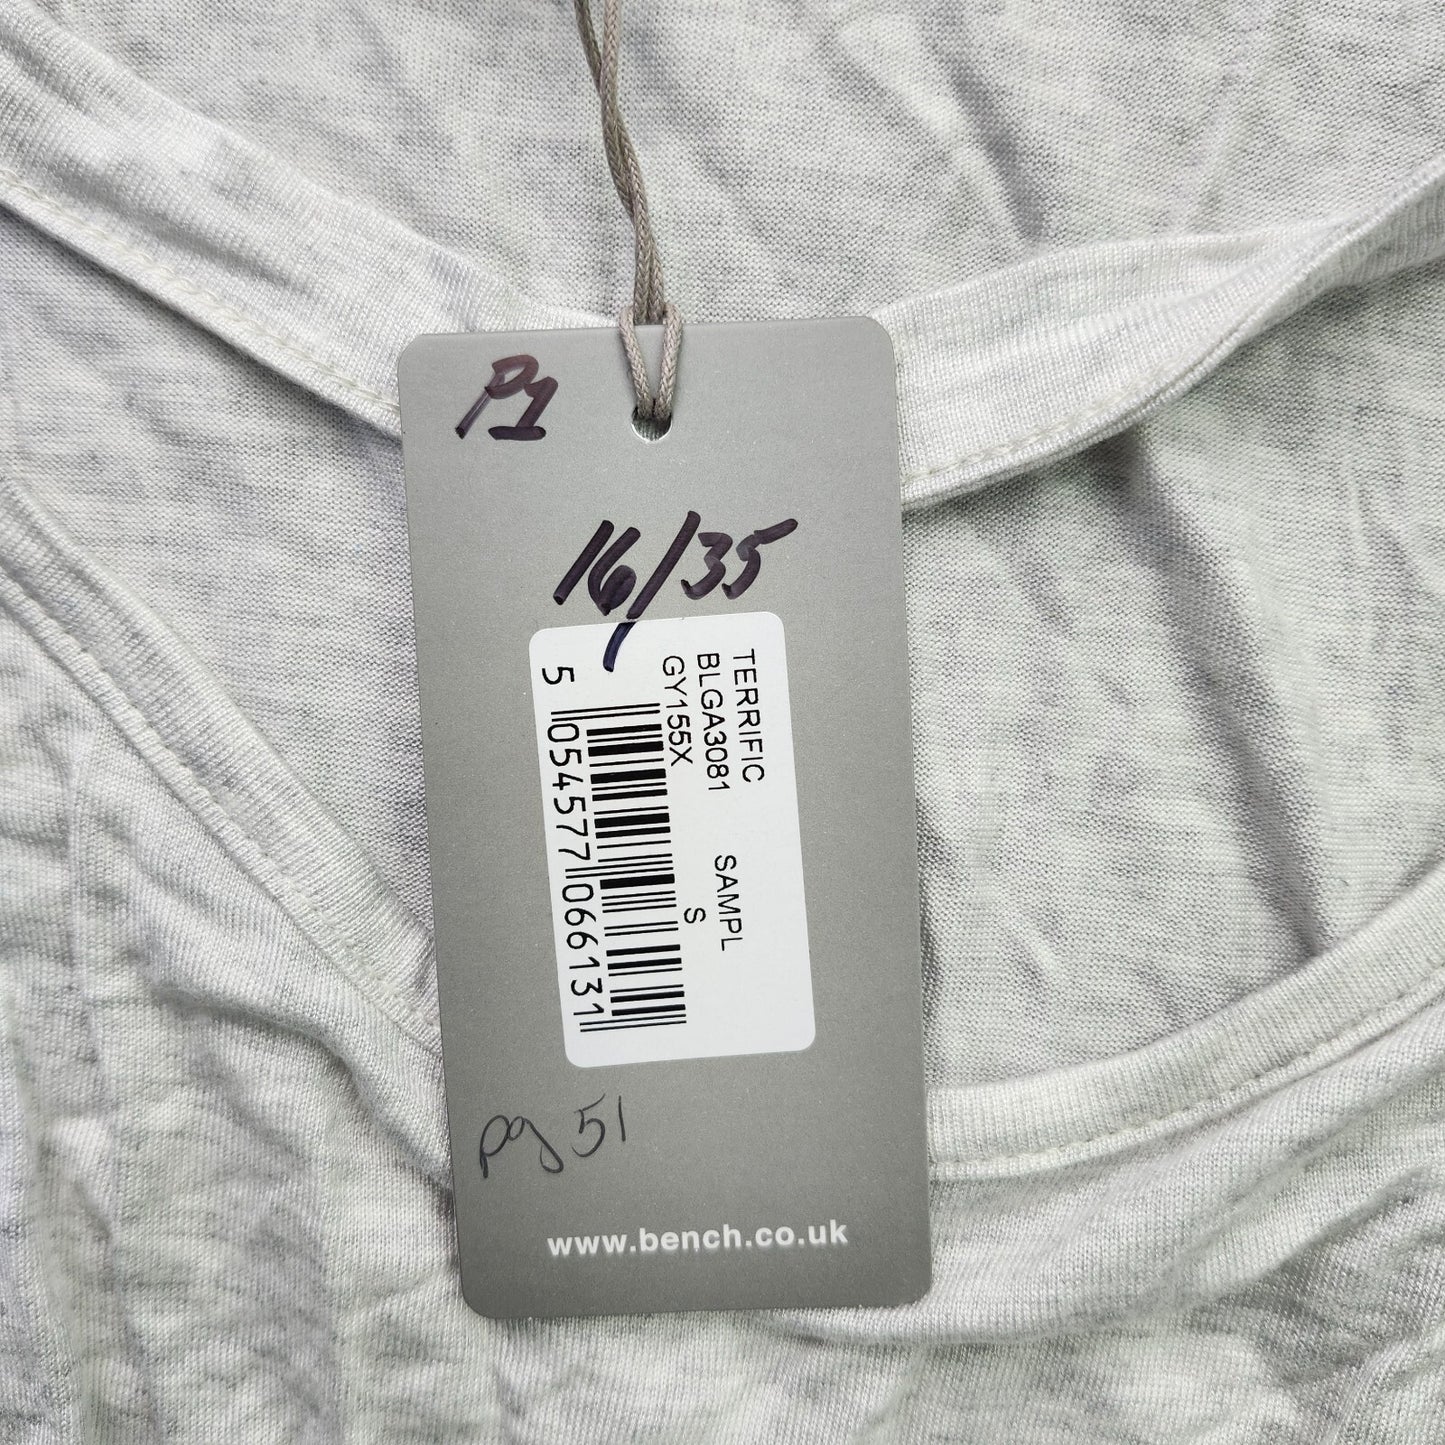 P1
16/35
TERRIFIC
BLGA3081 SAMPL
GY155X S
5 054577 066131
pg 51
www.bench.co.uk